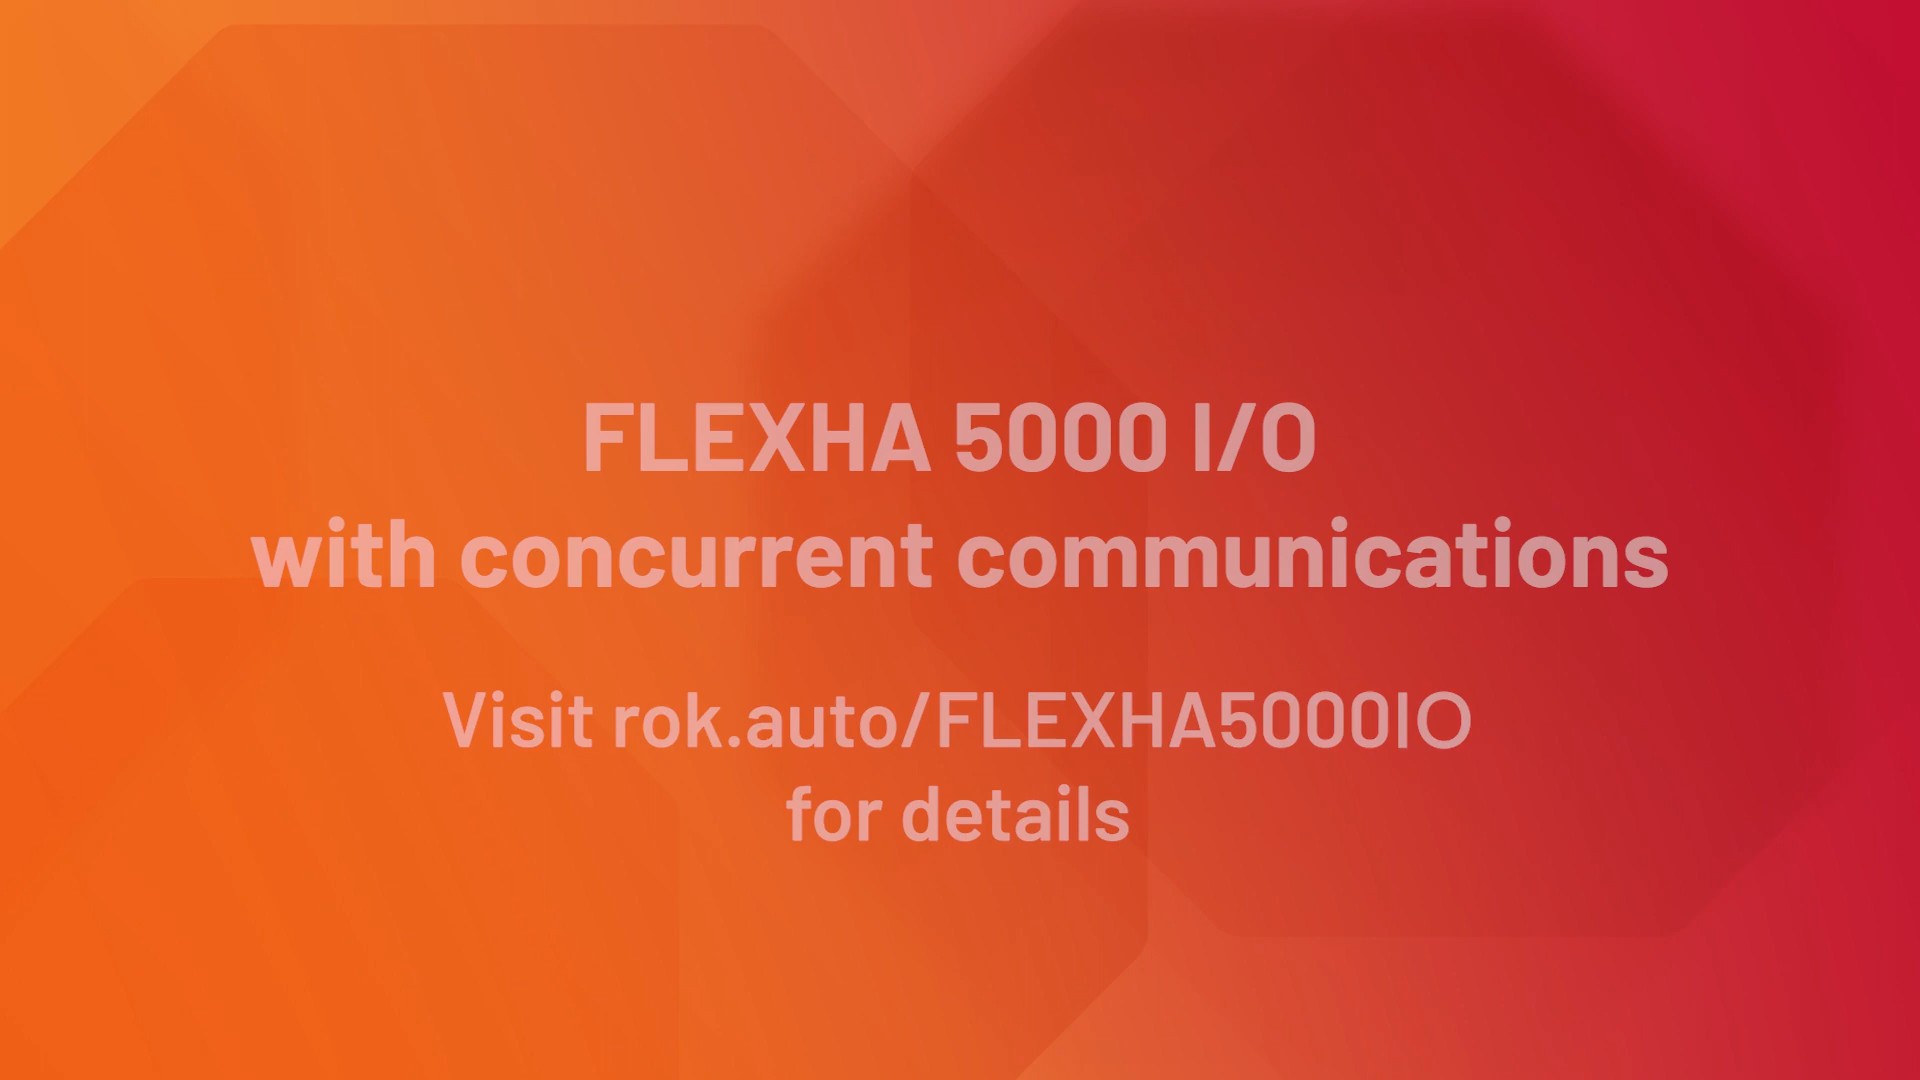 FLEXHA 5000 I/O
with concurrent communications
Visit rok.auto/FLEXHA5000IO
for details